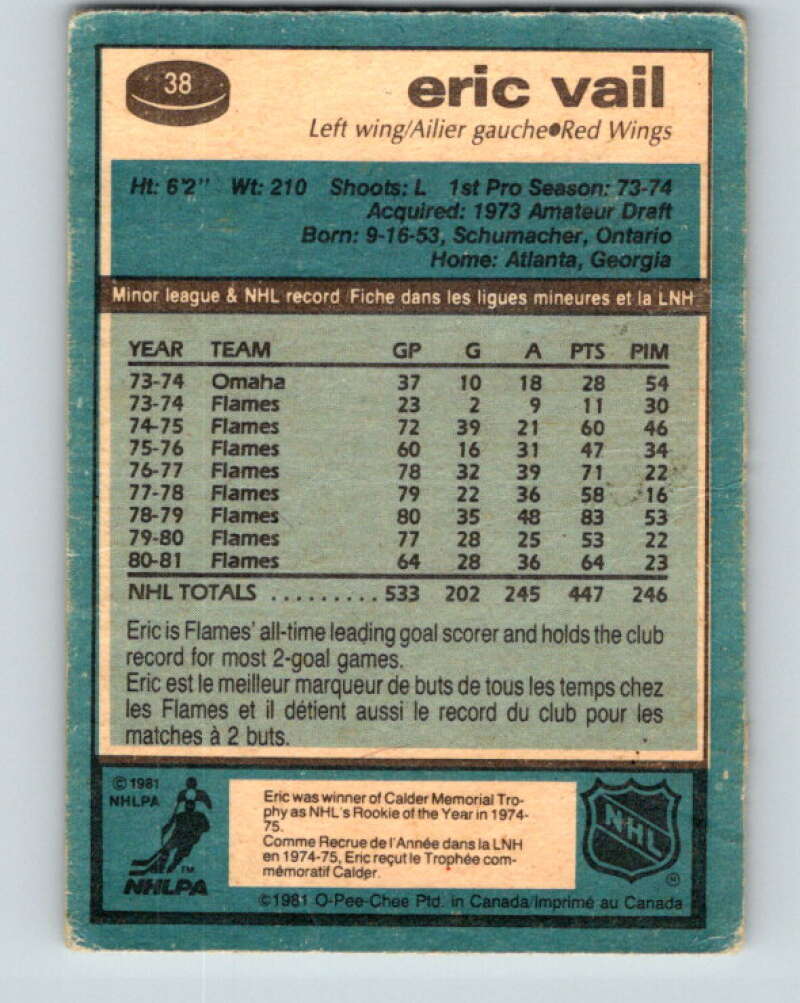 38
eric vail
Left wing/Ailier gauche●Red Wings
Ht: 6'2" Wt: 210 Shoots: L 1st Pro Season: 73-74
Acquired: 1973 Amateur Draft
Born: 9-16-53, Schumacher, Ontario
Home: Atlanta, Georgia
Minor league & NHL record/Fiche dans les ligues mineures et la LNH
YEAR TEAM GP G A PTS PIM
73-74 Omaha 37 10 18 28 54
73-74 Flames 23 2 9 11 30
74-75 Flames 72 39 21 60 46
75-76 Flames 60 16 31 47 34
76-77 Flames 78 32 39 71 22
77-78 Flames 79 22 36 58 16
78-79 Flames 80 35 48 83 53
79-80 Flames 77 28 25 53 22
80-81 Flames 64 28 36 64 23
NHL TOTALS ......... 533 202 245 447 246
Eric is Flames' all-time leading goal scorer and holds the club
record for most 2-goal games.
Eric est le meilleur marqueur de buts de tous les temps chez
les Flames et il détient aussi le record du club pour les
matches à 2 buts.
© 1981
NHLPA
TM
NHLPA
Eric was winner of Calder Memorial Tro-
phy as NHL's Rookie of the Year in 1974-
75.
Comme Recrue de l'Année dans la LNH
en 1974-75, Eric reçut le Trophée com-
mémoratif Calder.
NHL
©1981 O-Pee-Chee Ptd. in Canada/Imprimé au Canada